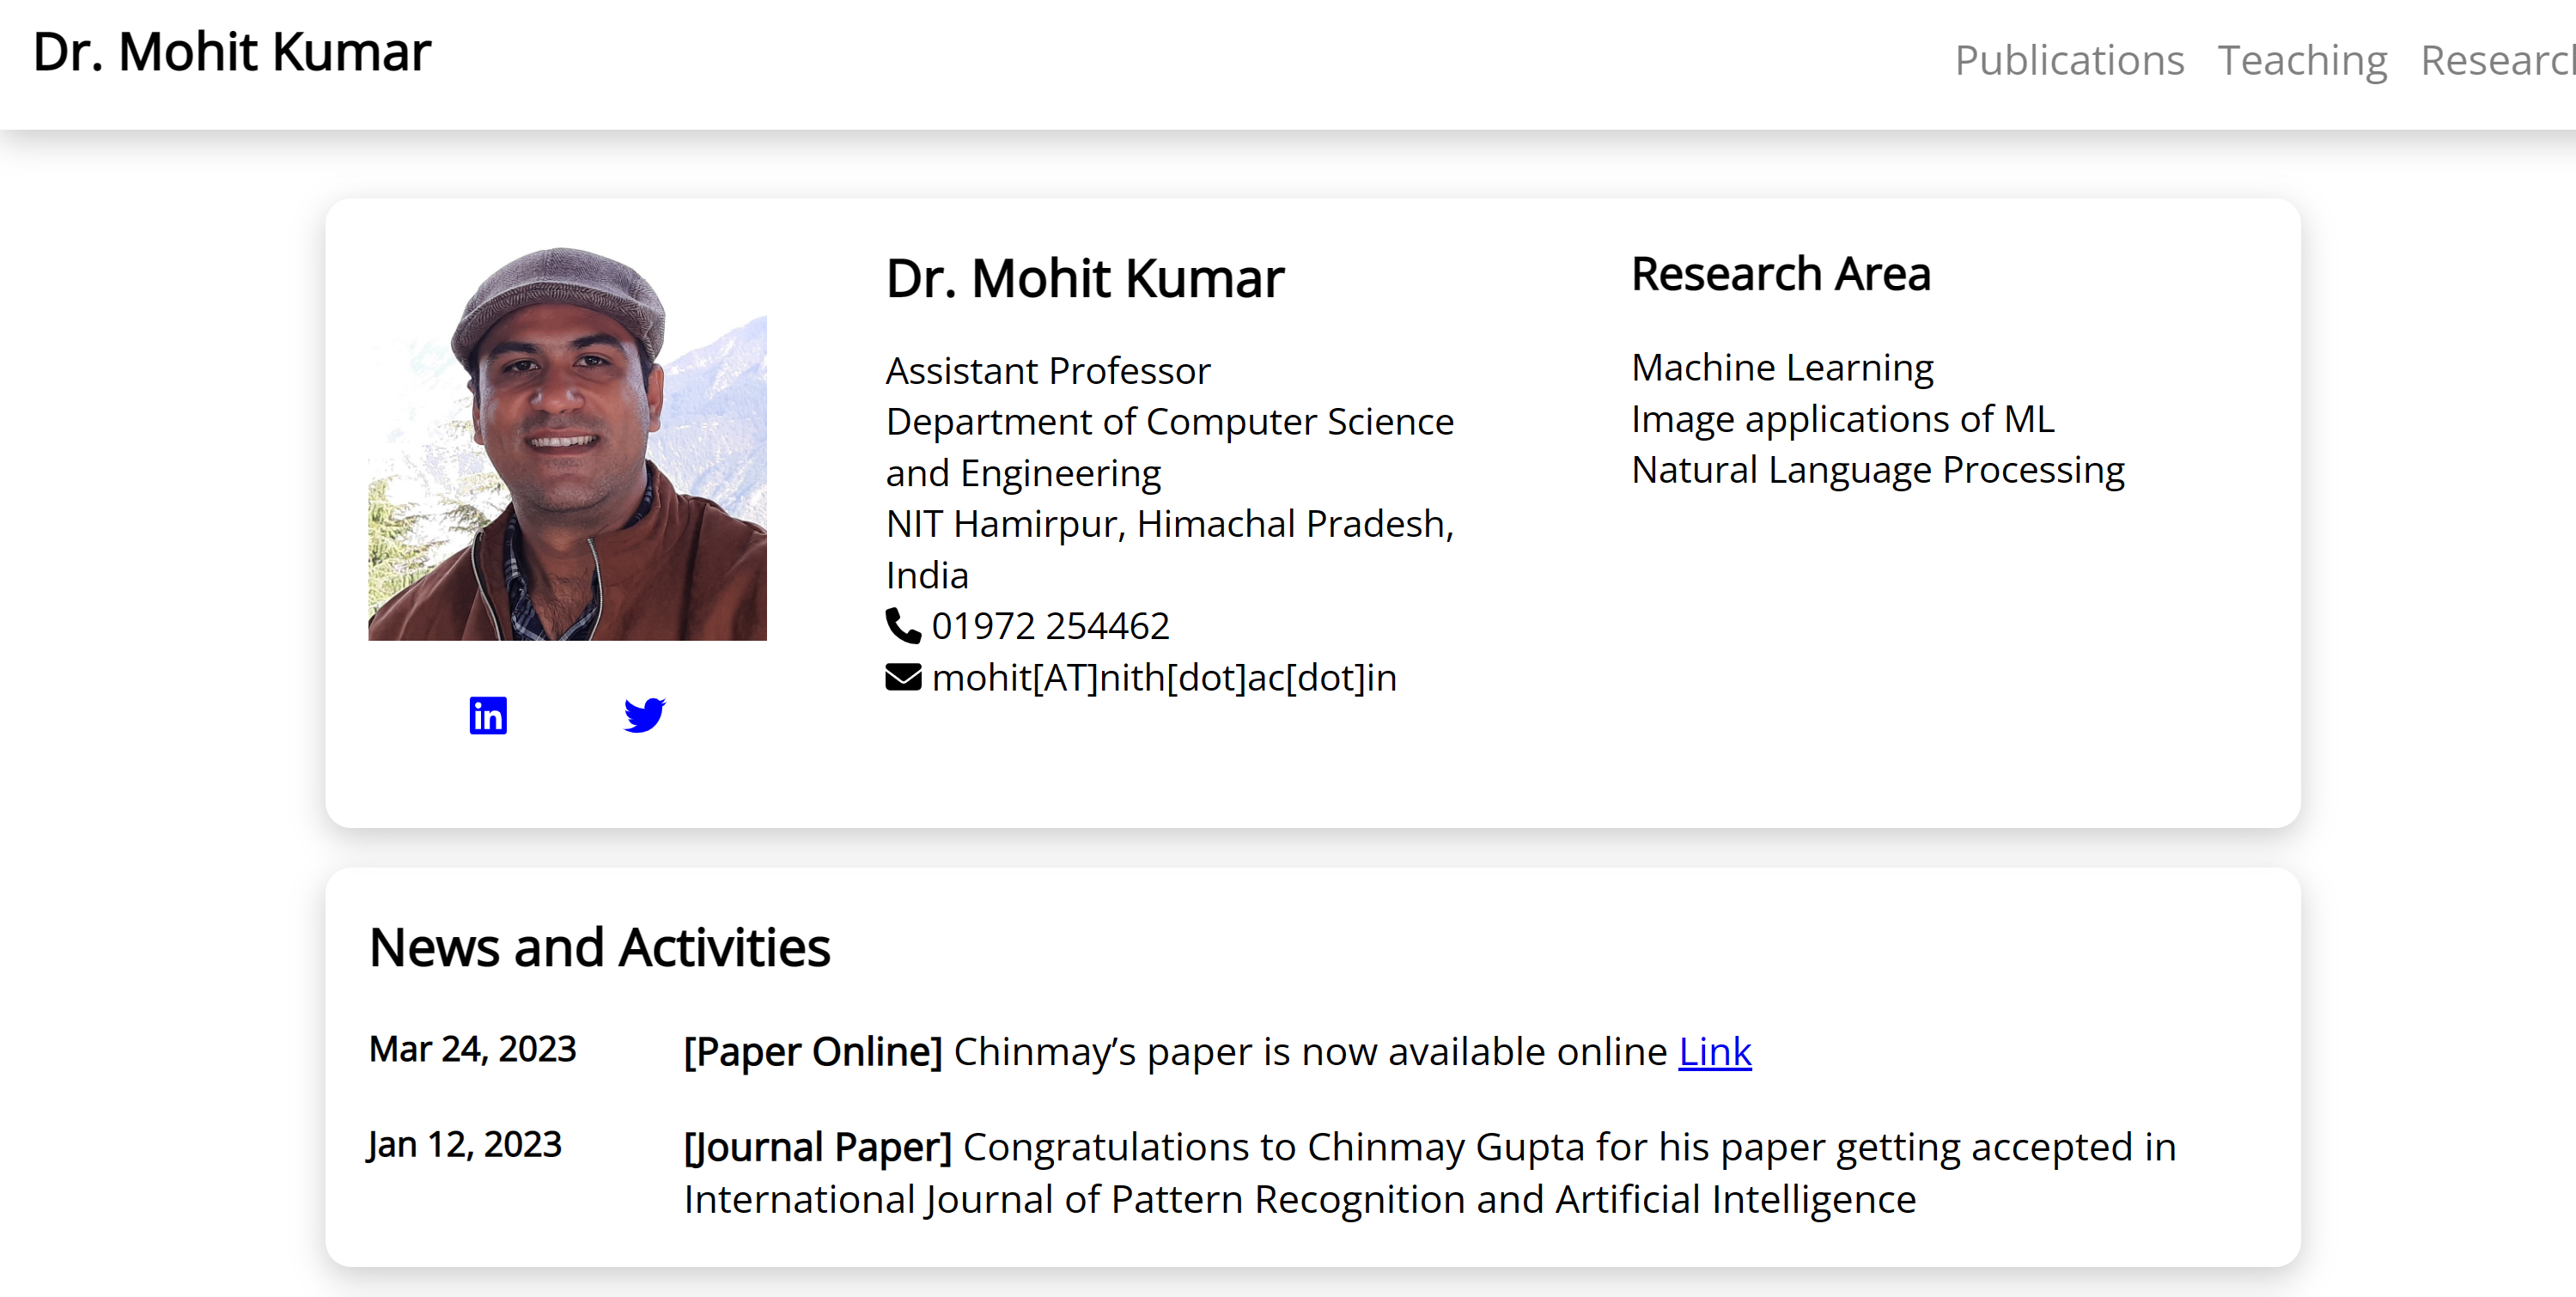 Dr. Mohit Kumar
Publications Teaching Research
Dr. Mohit Kumar
Assistant Professor
Department of Computer Science
and Engineering
NIT Hamirpur, Himachal Pradesh,
India
01972 254462
mohit[AT]nith[dot]ac[dot]in
Research Area
Machine Learning
Image applications of ML
Natural Language Processing
in
News and Activities
Mar 24, 2023 [Paper Online] Chinmay’s paper is now available online Link
Jan 12, 2023 [Journal Paper] Congratulations to Chinmay Gupta for his paper getting accepted in
International Journal of Pattern Recognition and Artificial Intelligence